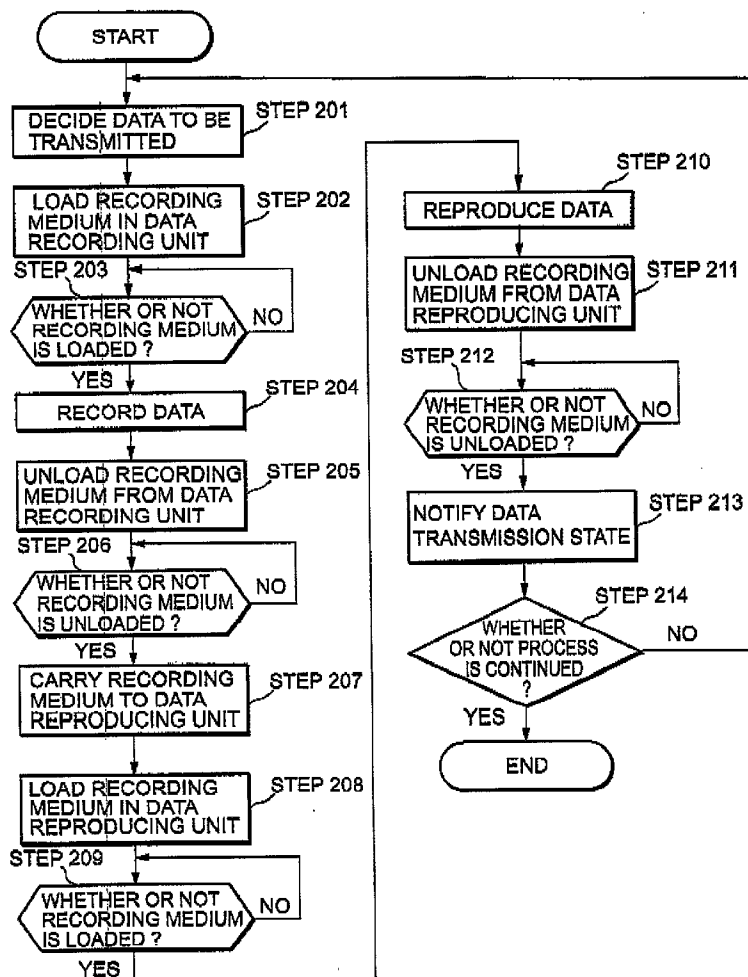 START
DECIDE DATA TO BE
TRANSMITTED
STEP 201
LOAD RECORDING
MEDIUM IN DATA
RECORDING UNIT
STEP 202
STEP 203
WHETHER OR NOT
RECORDING MEDIUM
IS LOADED ?
NO
YES
RECORD DATA
STEP 204
UNLOAD RECORDING
MEDIUM FROM DATA
RECORDING UNIT
STEP 205
STEP 206
WHETHER OR NOT
RECORDING MEDIUM
IS UNLOADED ?
NO
YES
CARRY RECORDING
MEDIUM TO DATA
REPRODUCING UNIT
STEP 207
LOAD RECORDING
MEDIUM IN DATA
REPRODUCING UNIT
STEP 208
STEP 209
WHETHER OR NOT
RECORDING MEDIUM
IS LOADED ?
NO
YES
STEP 210
REPRODUCE DATA
UNLOAD RECORDING
MEDIUM FROM DATA
REPRODUCING UNIT
STEP 211
STEP 212
WHETHER OR NOT
RECORDING MEDIUM
IS UNLOADED ?
NO
YES
NOTIFY DATA
TRANSMISSION STATE
STEP 213
STEP 214
WHETHER
OR NOT PROCESS
IS CONTINUED
?
NO
YES
END